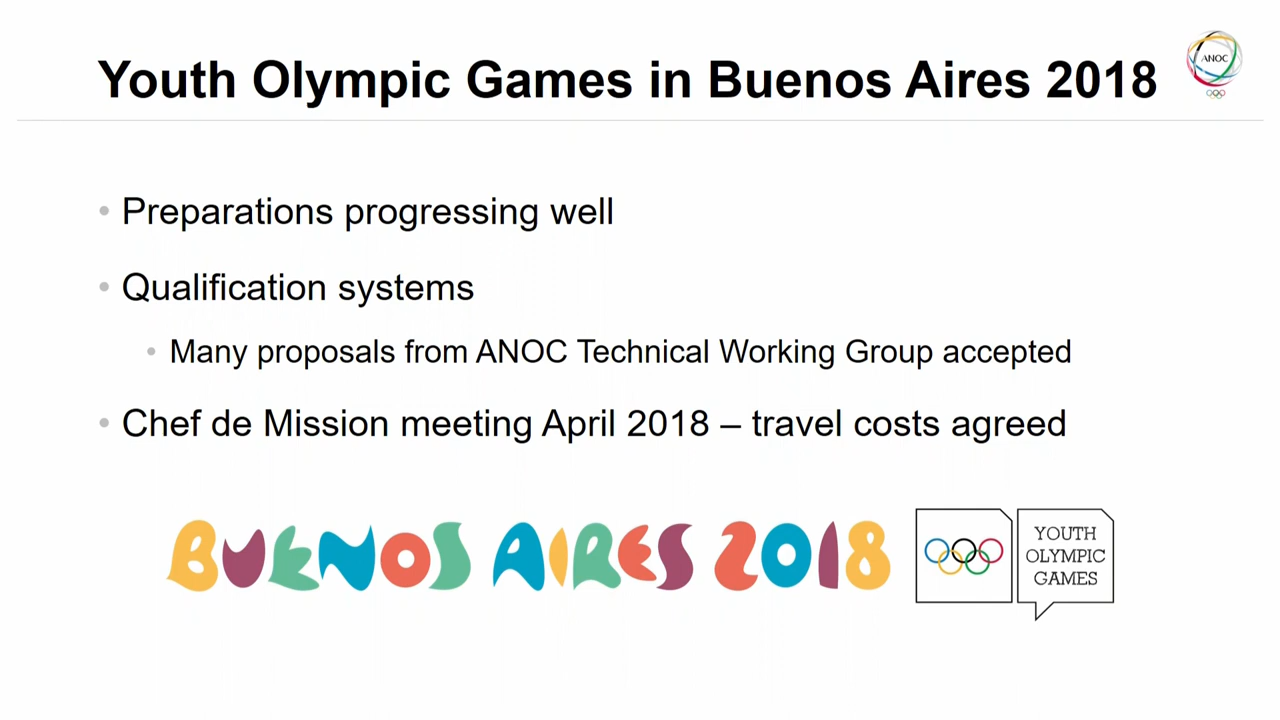 Youth Olympic Games in Buenos Aires 2018
ANOC
• Preparations progressing well
• Qualification systems
• Many proposals from ANOC Technical Working Group accepted
• Chef de Mission meeting April 2018 – travel costs agreed
BUENOS AIRES 2018
YOUTH
OLYMPIC
GAMES